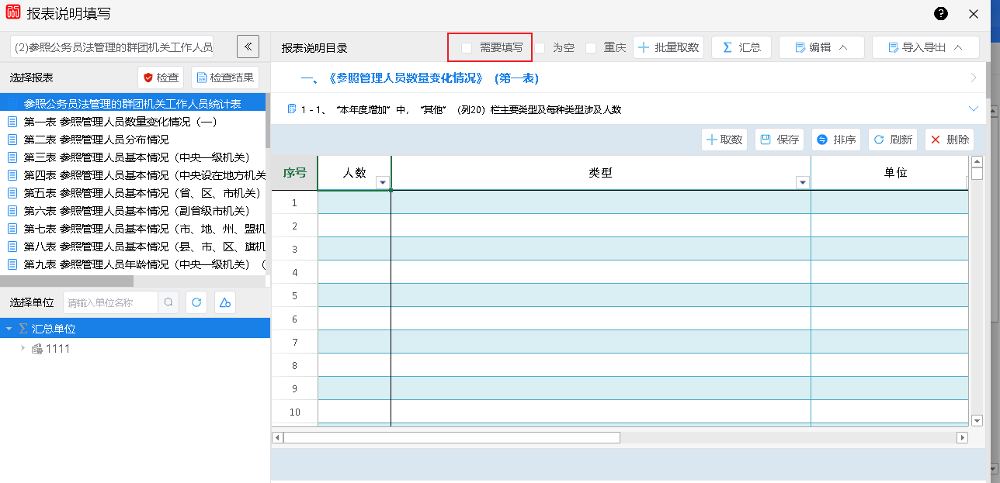 报表说明填写
(2)参照公务员法管理的群团机关工作人员
选择报表 检查 检查结果
参照公务员法管理的群团机关工作人员统计表
第一表 参照管理人员数量变化情况（一）
第二表 参照管理人员分布情况
第三表 参照管理人员基本情况（中央一级机关）
第四表 参照管理人员基本情况（中央设在地方机关
第五表 参照管理人员基本情况（省、区、市机关）
第六表 参照管理人员基本情况（副省级市机关）
第七表 参照管理人员基本情况（市、地、州、盟机
第八表 参照管理人员基本情况（县、市、区、旗机
第九表 参照管理人员年龄情况（中央一级机关）（
选择单位 请输入单位名称
汇总单位
1111
报表说明目录 需要填写 为空 重庆 批量取数 汇总 编辑 导入导出
一、《参照管理人员数量变化情况》（第一表）
1-1、“本年度增加”中，“其他”（列20）栏主要类型及每种类型涉及人数
取数 保存 排序 刷新 删除
序号 人数 类型 单位
1
2
3
4
5
6
7
8
9
10